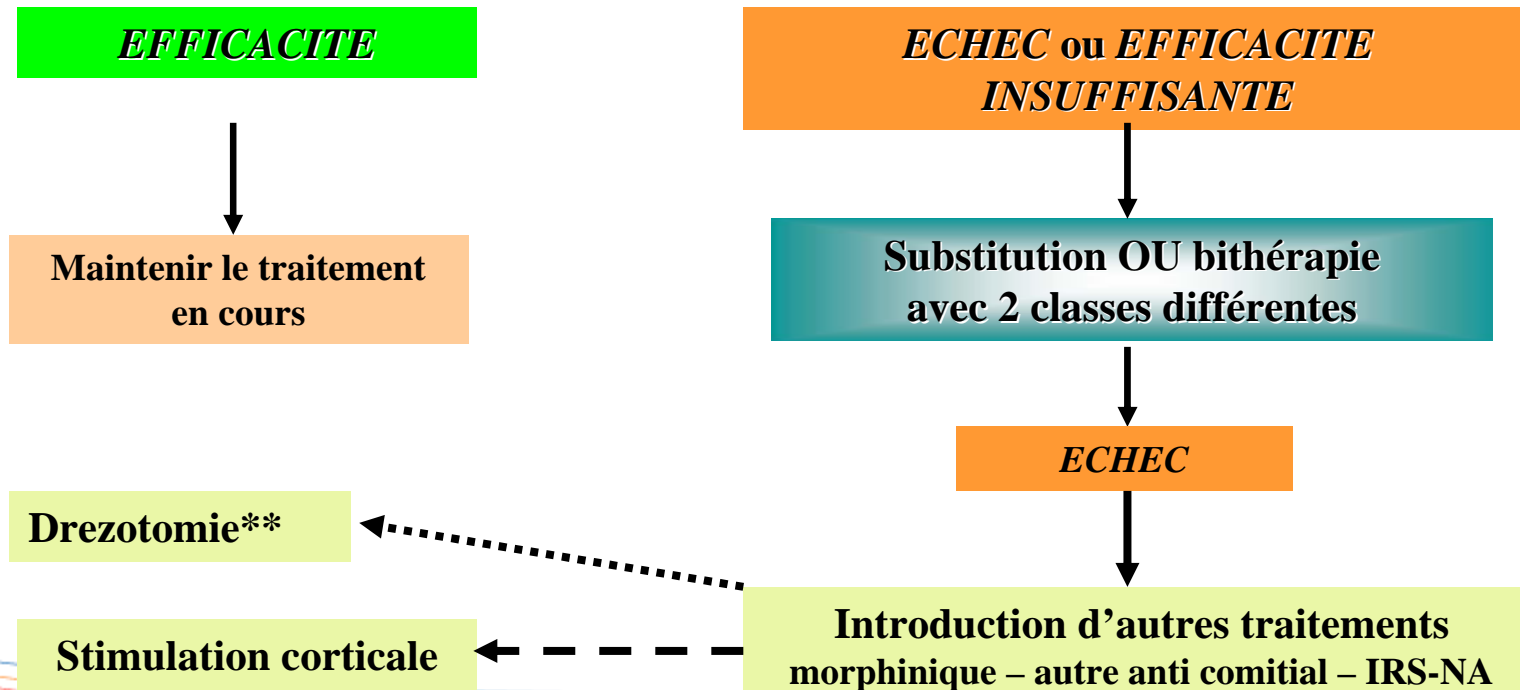 EFFICACITE
ECHEC ou EFFICACITE
INSUFFISANTE
Maintenir le traitement
en cours
Substitution OU bithérapie
avec 2 classes différentes
ECHEC
Drezotomie**
Introduction d’autres traitements
morphinique – autre anti comitial – IRS-NA
Stimulation corticale